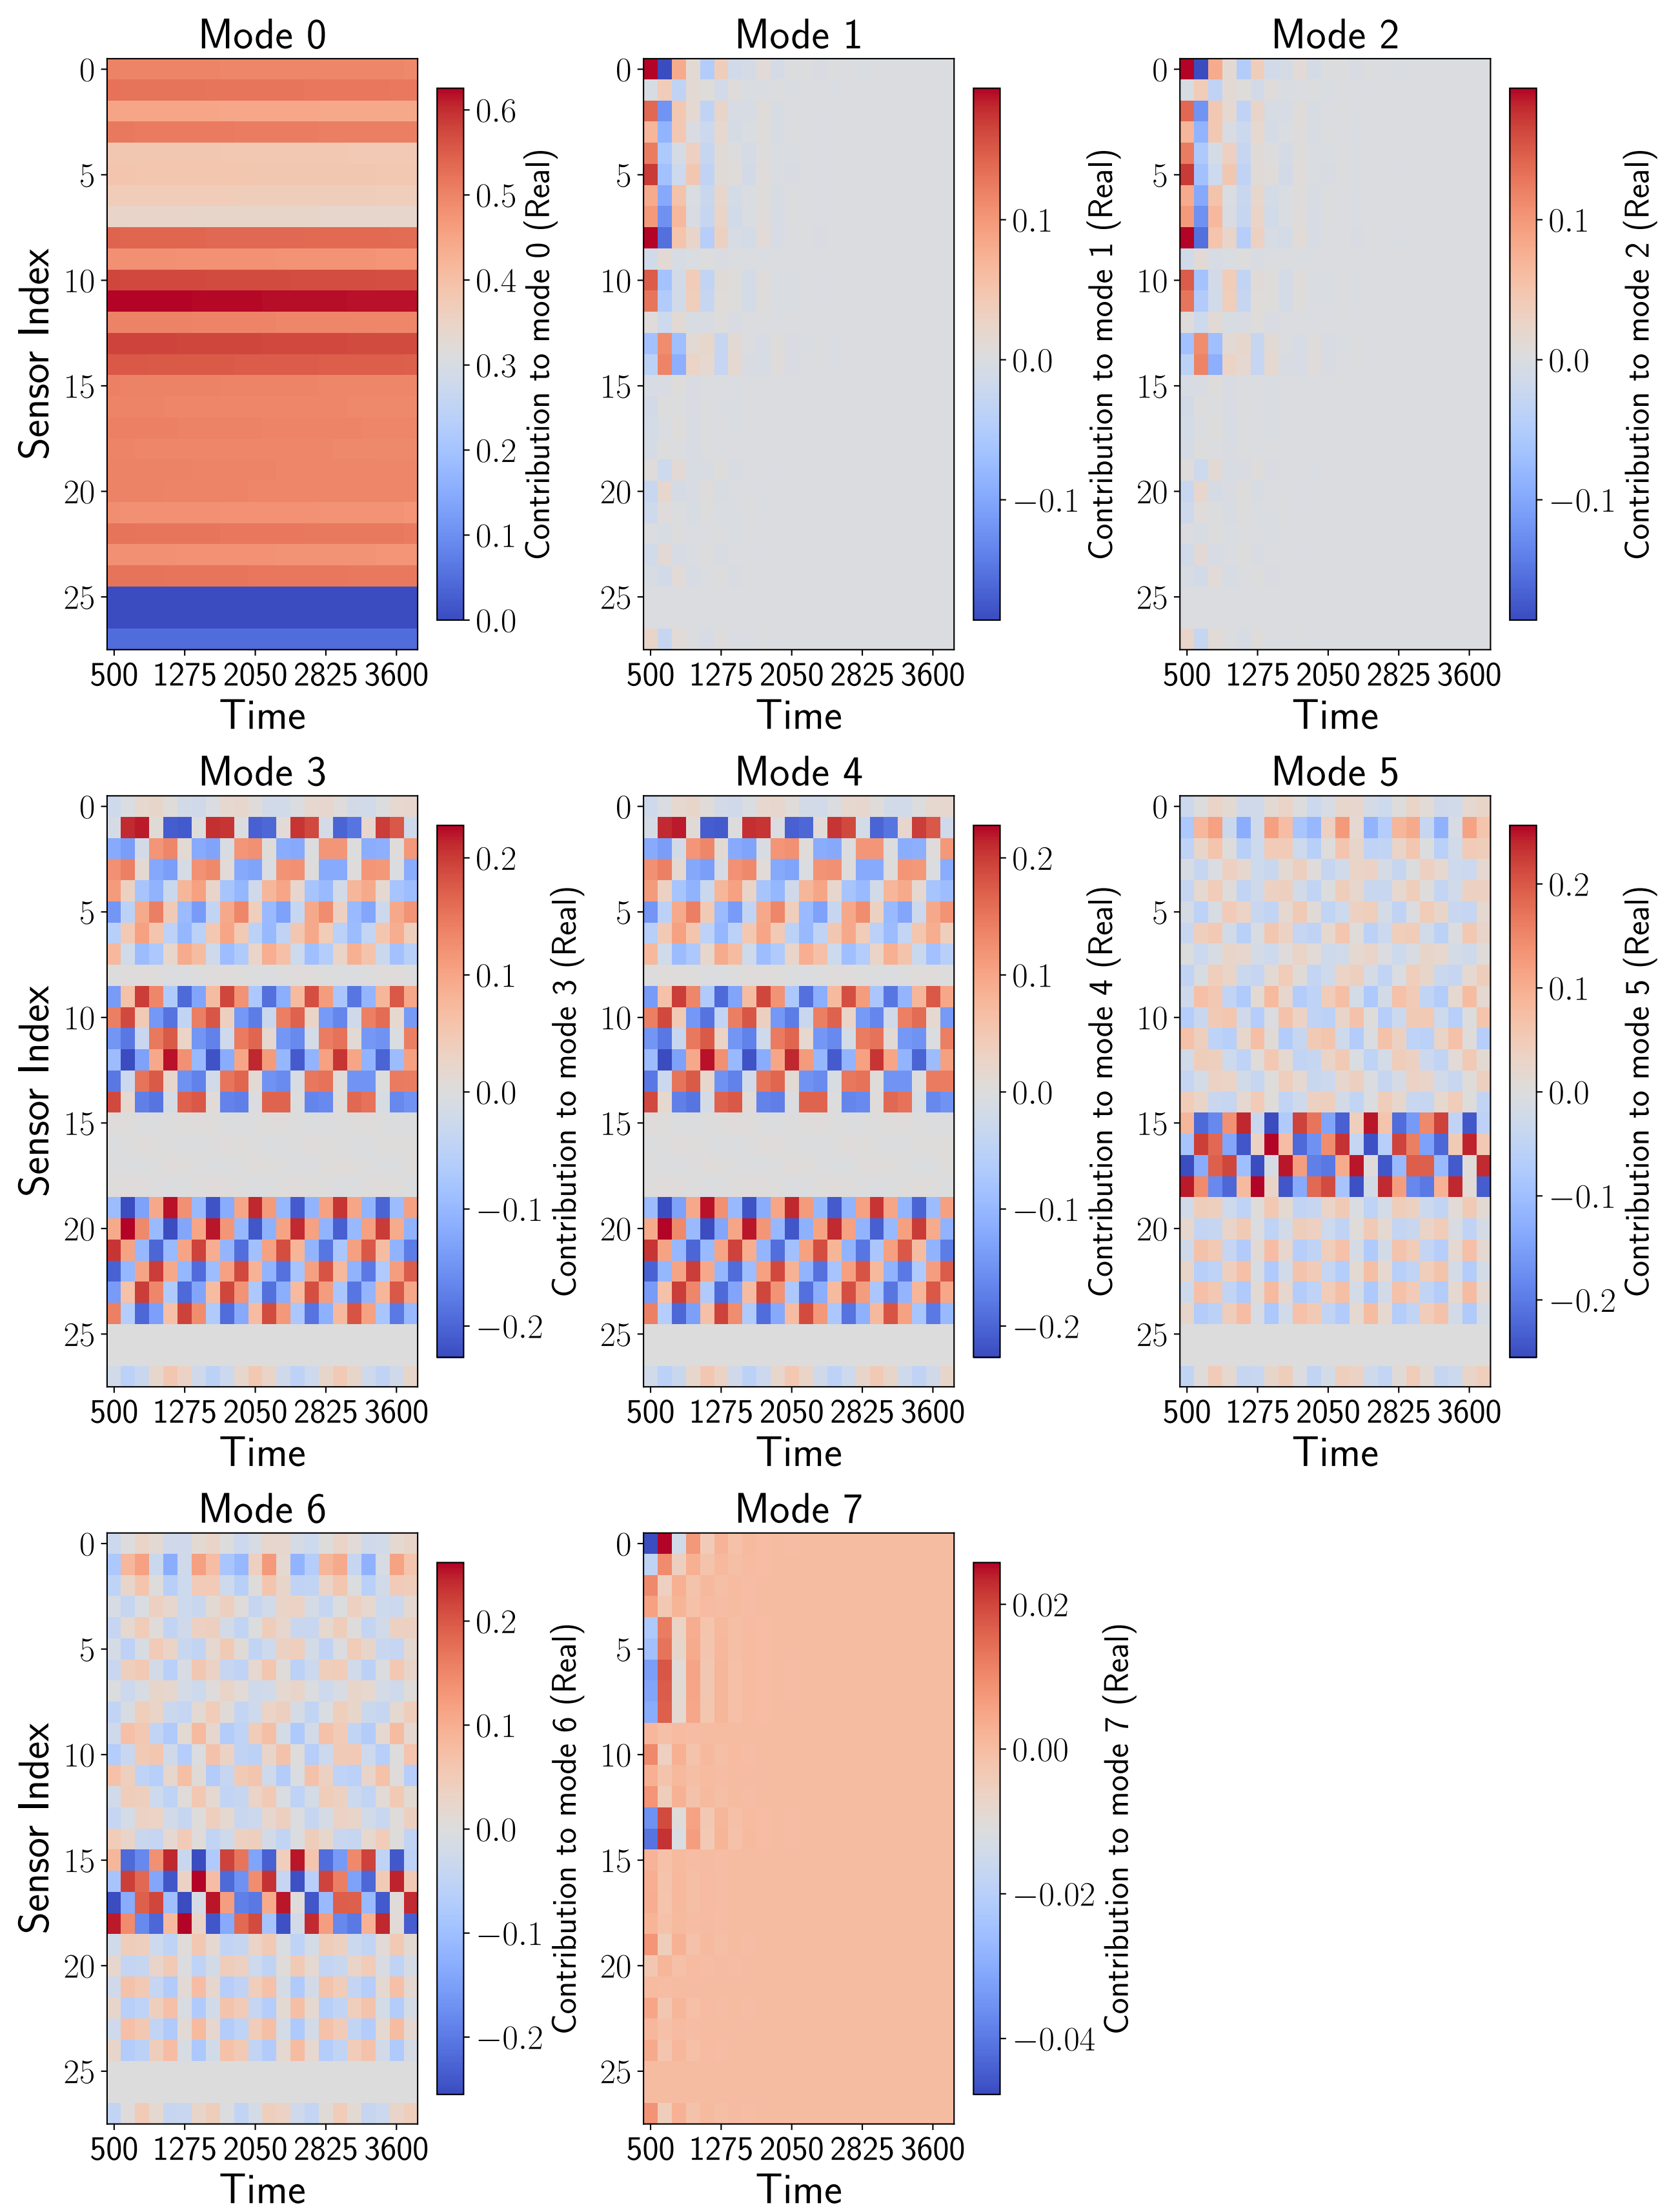 Mode 0
Sensor Index
0
5
10
15
20
25
500 1275 2050 2825 3600
Time
0.6
0.5
0.4
0.3
0.2
0.1
0.0
Contribution to mode 0 (Real)
Mode 1
0
5
10
15
20
25
500 1275 2050 2825 3600
Time
0.1
0.0
−0.1
Contribution to mode 1 (Real)
Mode 2
0
5
10
15
20
25
500 1275 2050 2825 3600
Time
0.1
0.0
−0.1
Contribution to mode 2 (Real)
Mode 3
Sensor Index
0
5
10
15
20
25
500 1275 2050 2825 3600
Time
0.2
0.1
0.0
−0.1
−0.2
Contribution to mode 3 (Real)
Mode 4
0
5
10
15
20
25
500 1275 2050 2825 3600
Time
0.2
0.1
0.0
−0.1
−0.2
Contribution to mode 4 (Real)
Mode 5
0
5
10
15
20
25
500 1275 2050 2825 3600
Time
0.2
0.1
0.0
−0.1
−0.2
Contribution to mode 5 (Real)
Mode 6
Sensor Index
0
5
10
15
20
25
500 1275 2050 2825 3600
Time
0.2
0.1
0.0
−0.1
−0.2
Contribution to mode 6 (Real)
Mode 7
0
5
10
15
20
25
500 1275 2050 2825 3600
Time
0.02
0.00
−0.02
−0.04
Contribution to mode 7 (Real)